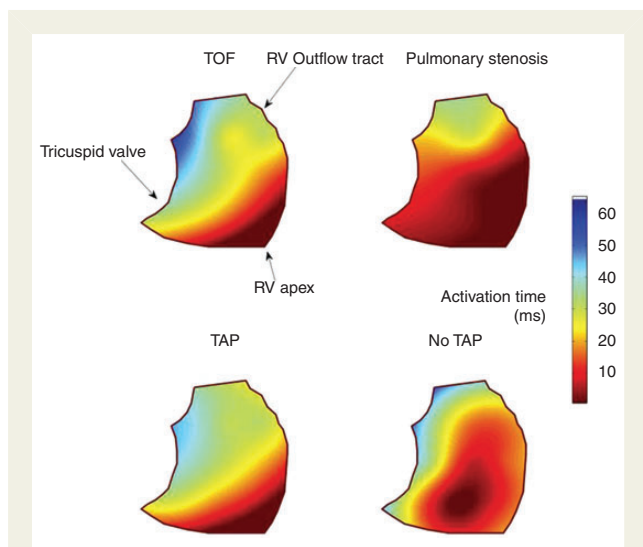 TOF
RV Outflow tract
Pulmonary stenosis
Tricuspid valve
RV apex
Activation time
(ms)
60
50
40
30
20
10
TAP
No TAP